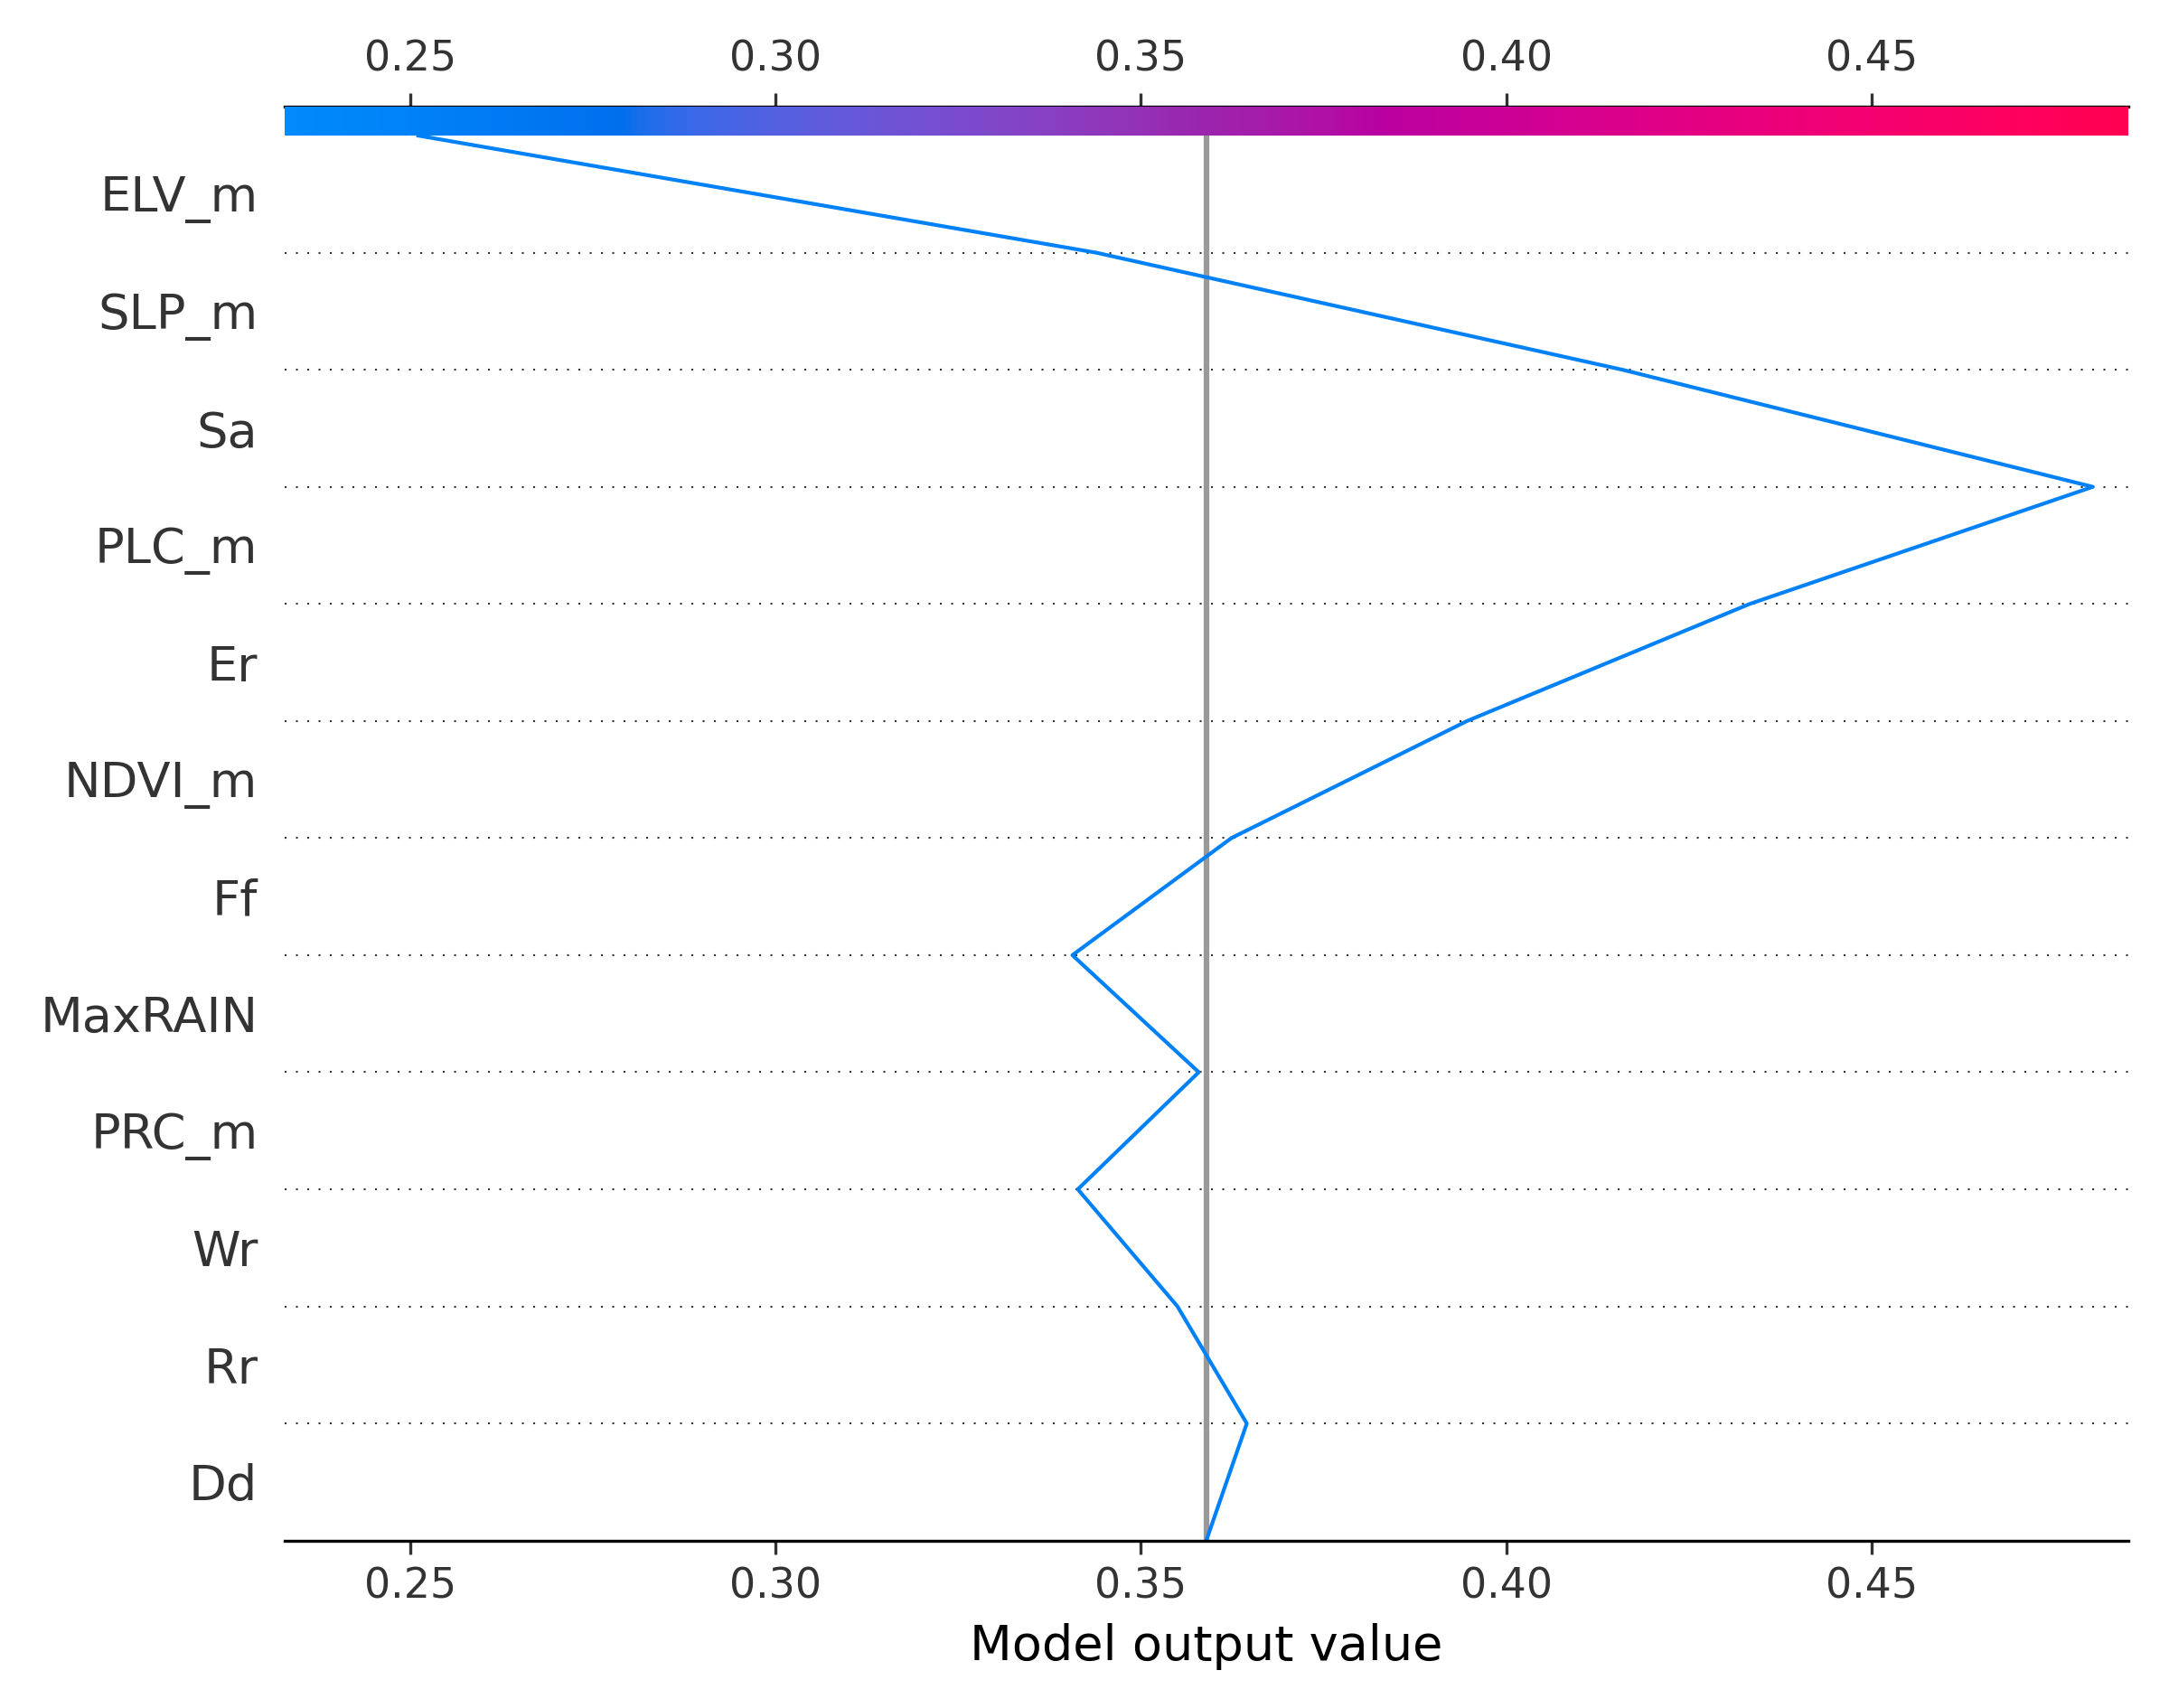 0.25 0.30 0.35 0.40 0.45
ELV_m
SLP_m
Sa
PLC_m
Er
NDVI_m
Ff
MaxRAIN
PRC_m
Wr
Rr
Dd
0.25 0.30 0.35 0.40 0.45
Model output value